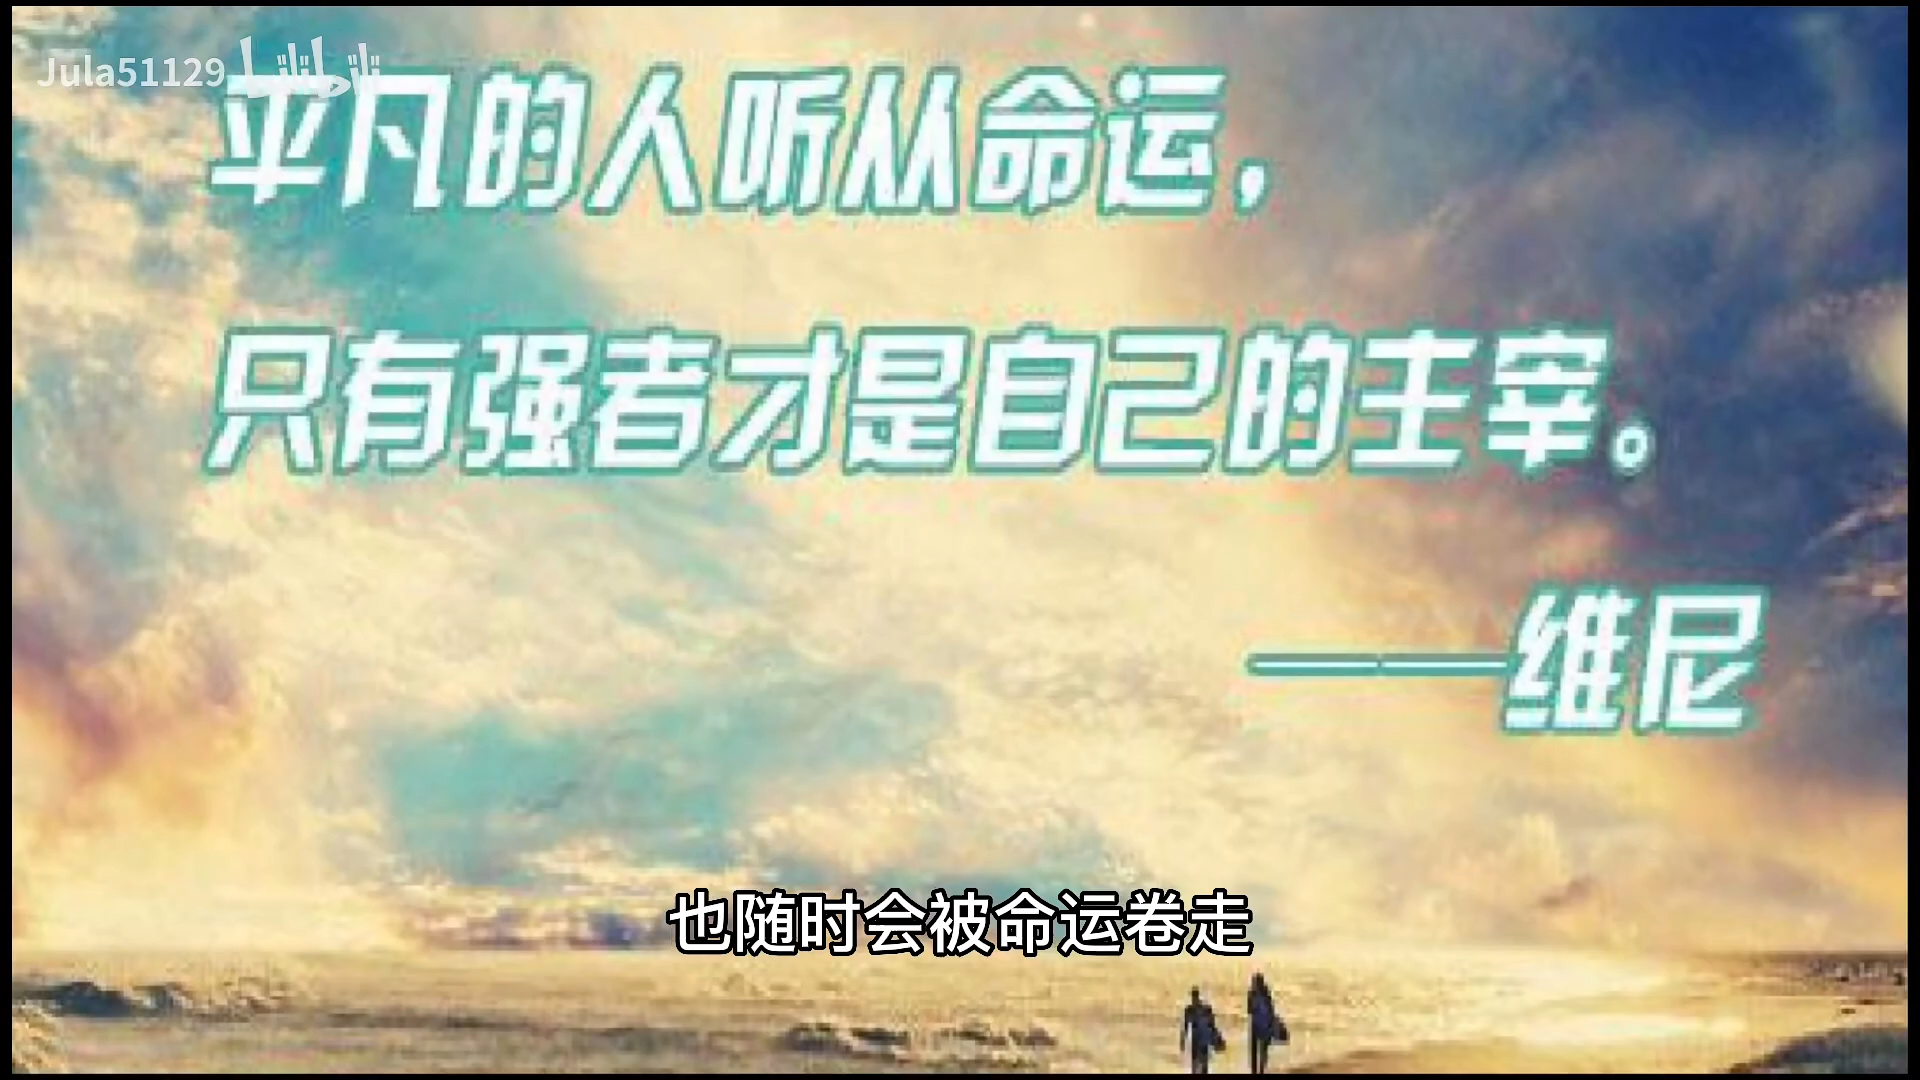 Jula51129 bilibili
平凡的人听从命运，
只有强者才是自己的主宰。
——维尼
也随时会被命运卷走